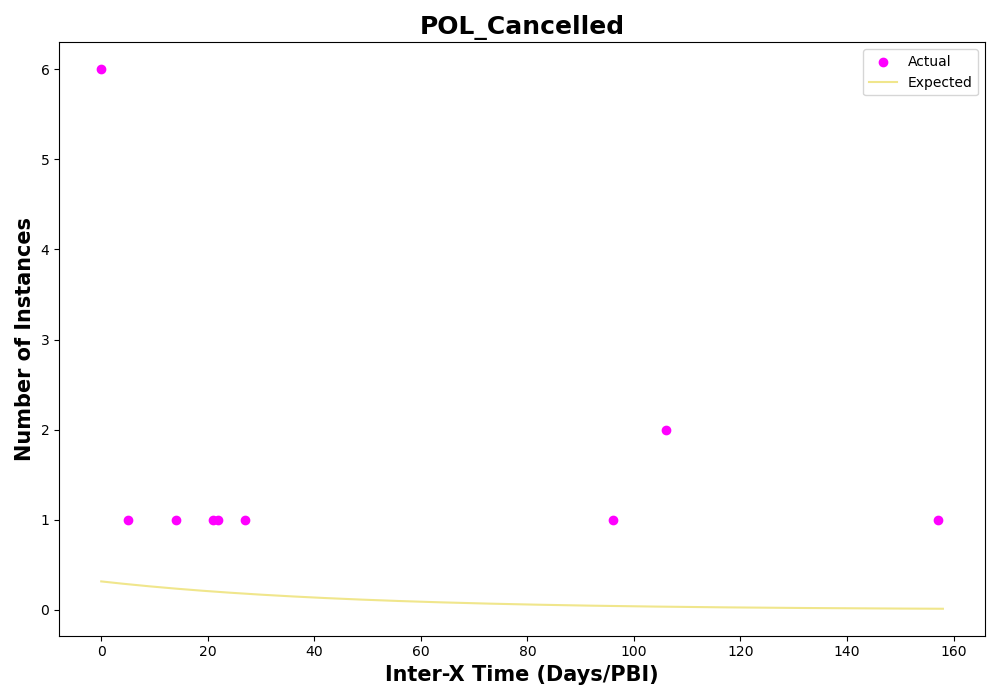 POL_Cancelled
Actual
Expected
6
5
4
3
2
1
0
Number of Instances
0 20 40 60 80 100 120 140 160
Inter-X Time (Days/PBI)